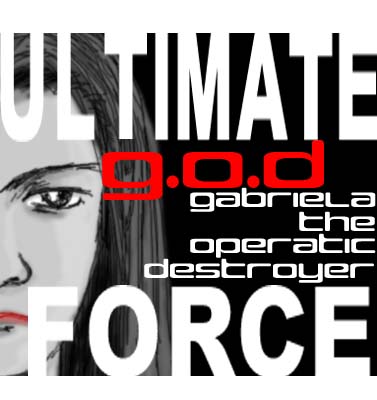 ULTIMATE
g.o.d
gabriela
the
operatic
destroyer
FORCE